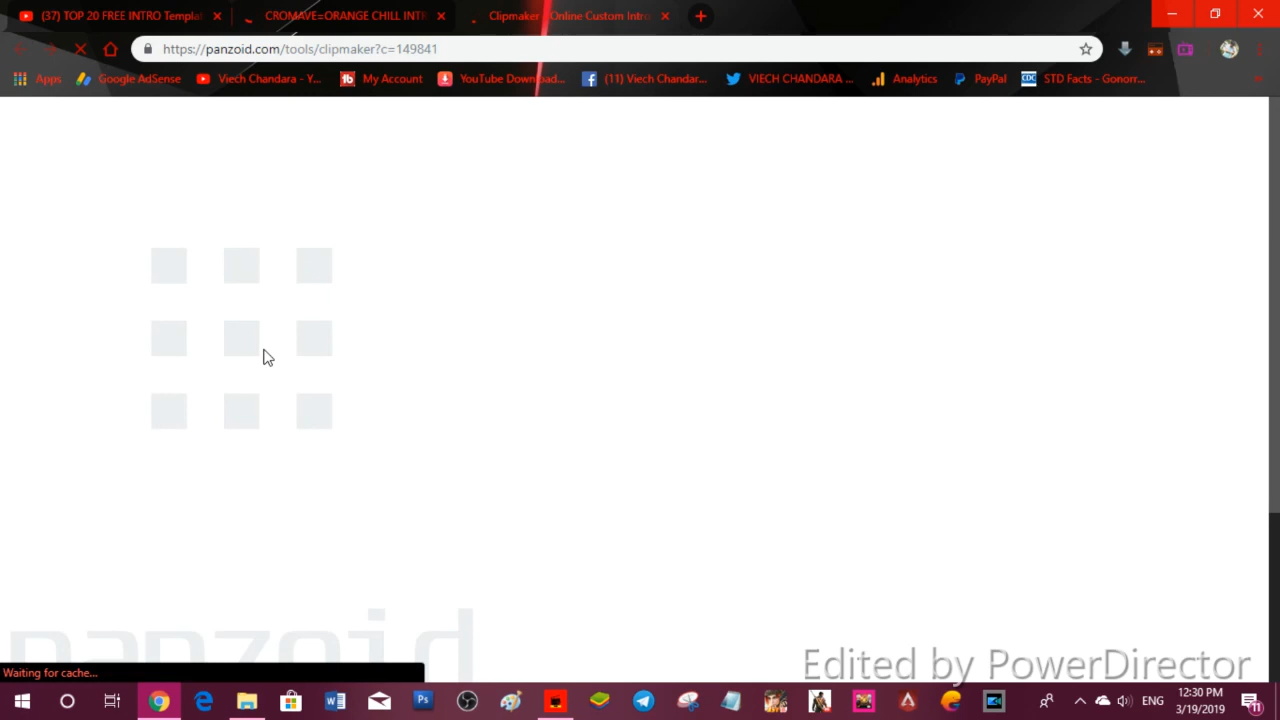 (37) TOP 20 FREE INTRO Templat
CROMAVE=ORANGE CHILL INTR
Clipmaker - Online Custom Intro
https://panzoid.com/tools/clipmaker?c=149841
Apps
Google AdSense
Viech Chandara - Y...
My Account
YouTube Download...
(11) Viech Chandar...
VIECH CHANDARA ...
Analytics
PayPal
CDC
STD Facts - Gonorr...
panzoid
Waiting for cache...
Edited by PowerDirector
ENG
12:30 PM
3/19/2019
11